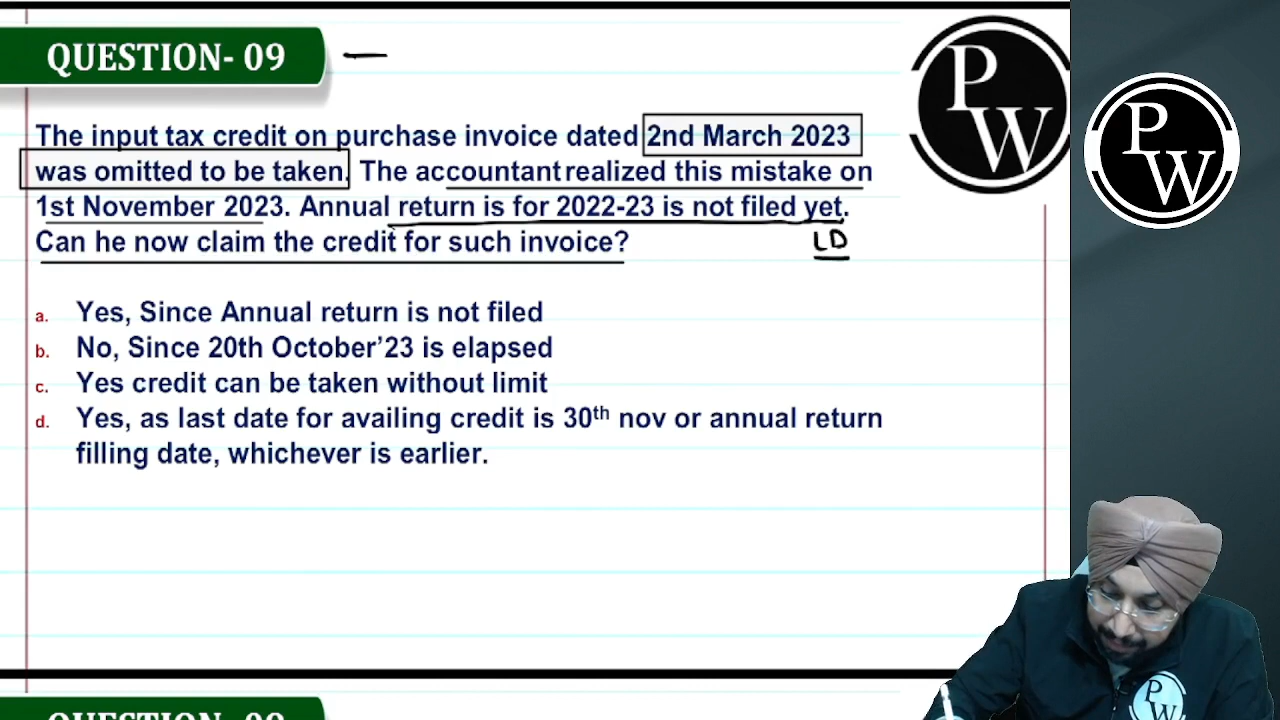 QUESTION- 09
The input tax credit on purchase invoice dated 2nd March 2023
was omitted to be taken. The accountant realized this mistake on
1st November 2023. Annual return is for 2022-23 is not filed yet.
Can he now claim the credit for such invoice?
LD
a. Yes, Since Annual return is not filed
b. No, Since 20th October’23 is elapsed
c. Yes credit can be taken without limit
d. Yes, as last date for availing credit is 30th nov or annual return
filling date, whichever is earlier.
P W
P W
P W
QUESTION- 09